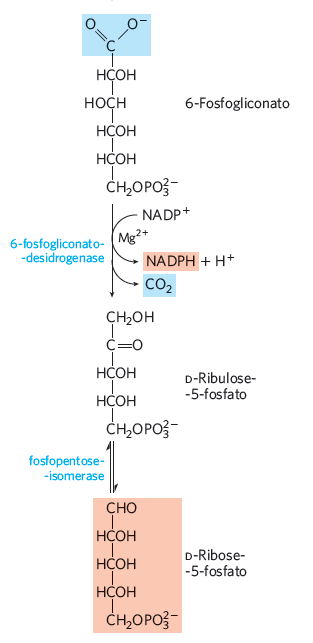 O O⁻
C
HCOH
HOCH
6-Fosfogliconato
HCOH
HCOH
CH₂OPO₃²⁻
NADP⁺
Mg²⁺
6-fosfogliconato-
-desidrogenase
NADPH + H⁺
CO₂
CH₂OH
C=O
HCOH
D-Ribulose-
-5-fosfato
HCOH
CH₂OPO₃²⁻
fosfopentose-
-isomerase
CHO
HCOH
HCOH
D-Ribose-
-5-fosfato
HCOH
CH₂OPO₃²⁻